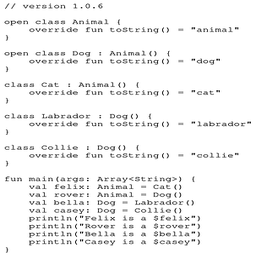 // version 1.0.6
open class Animal {
override fun toString() = "animal"
}
open class Dog : Animal() {
override fun toString() = "dog"
}
class Cat : Animal() {
override fun toString() = "cat"
}
class Labrador : Dog() {
override fun toString() = "labrador"
}
class Collie : Dog() {
override fun toString() = "collie"
}
fun main(args: Array<String>) {
val felix: Animal = Cat()
val rover: Animal = Dog()
val bella: Dog = Labrador()
val casey: Dog = Collie()
println("Felix is a $felix")
println("Rover is a $rover")
println("Bella is a $bella")
println("Casey is a $casey")
}